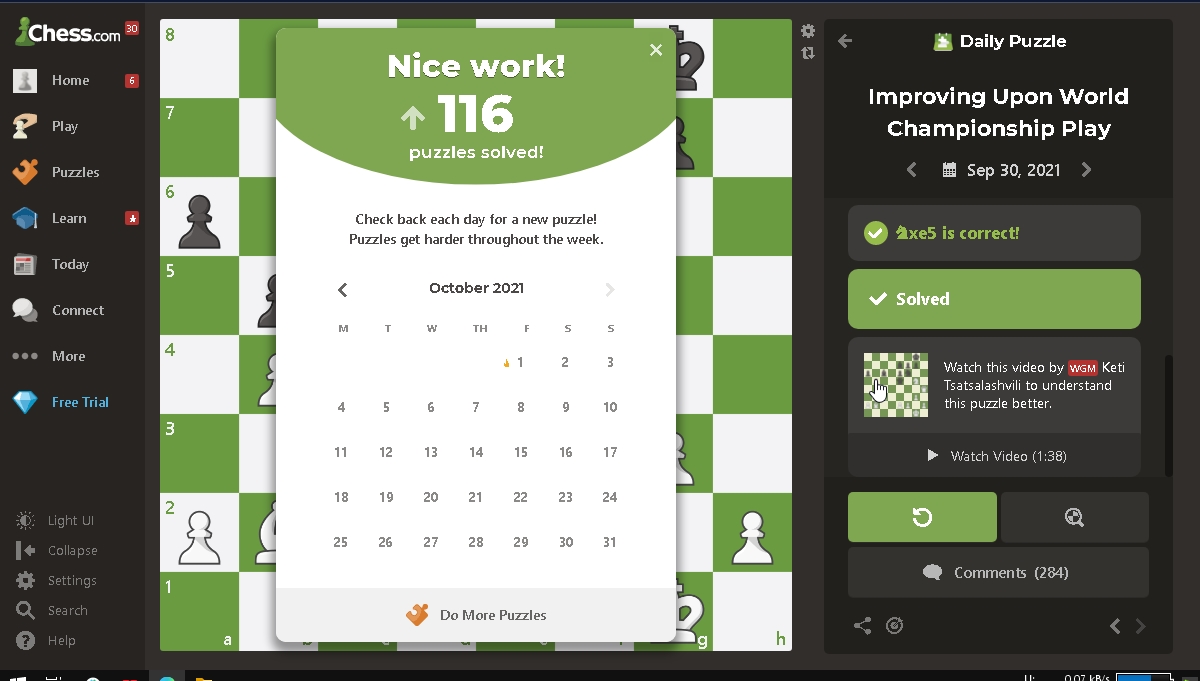 Chess.com 30
Home 6
Play
Puzzles
Learn
Today
Connect
More
Free Trial
Light UI
Collapse
Settings
Search
Help
8
7
6
5
4
3
2
1
a
g
h
Nice work!
116
puzzles solved!
Check back each day for a new puzzle!
Puzzles get harder throughout the week.
October 2021
M T W TH F S S
1 2 3
4 5 6 7 8 9 10
11 12 13 14 15 16 17
18 19 20 21 22 23 24
25 26 27 28 29 30 31
Do More Puzzles
Daily Puzzle
Improving Upon World
Championship Play
Sep 30, 2021
♞xe5 is correct!
Solved
Watch this video by WGM Keti
Tsatsalashvili to understand
this puzzle better.
Watch Video (1:38)
Comments (284)